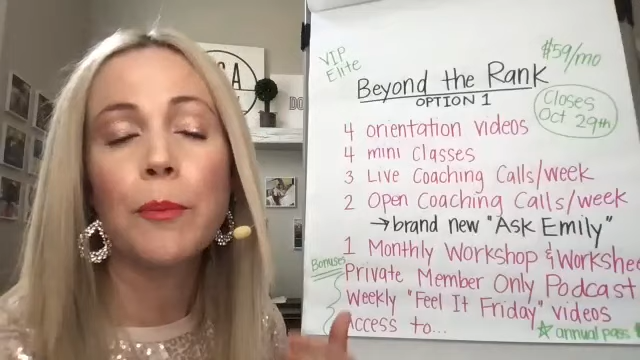 VIP
Elite
$59/mo
Beyond the Rank
OPTION 1
Closes
Oct 29th
4 orientation videos
4 mini Classes
3 Live Coaching Calls/week
2 Open Coaching Calls/week
→brand new "Ask Emily"
1 Monthly Workshop & Workshee
Bonuses
Private Member Only Podcast
Weekly "Feel It Friday" videos
Access to...
☆ annual pass